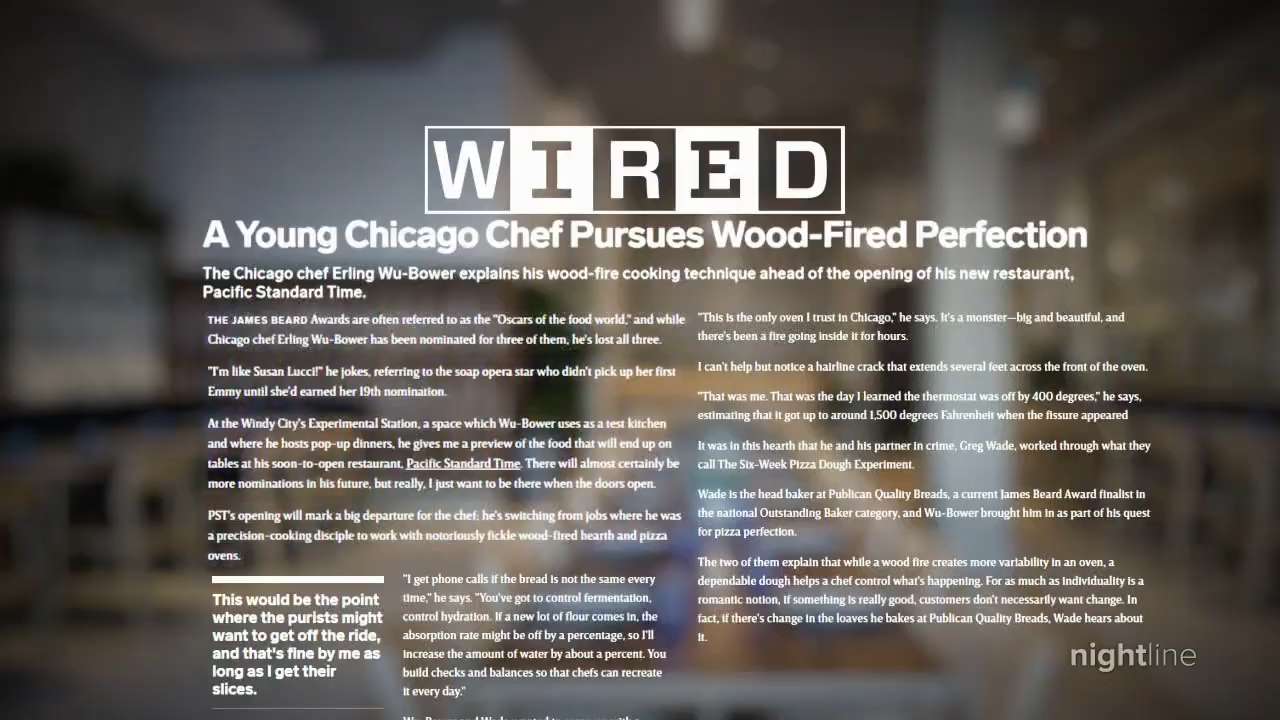 WIRED
A Young Chicago Chef Pursues Wood-Fired Perfection
The Chicago chef Erling Wu-Bower explains his wood-fire cooking technique ahead of the opening of his new restaurant,
Pacific Standard Time.
THE JAMES BEARD Awards are often referred to as the "Oscars of the food world," and while
Chicago chef Erling Wu-Bower has been nominated for three of them, he's lost all three.
"I'm like Susan Lucci!" he jokes, referring to the soap opera star who didn't pick up her first
Emmy until she'd earned her 19th nomination.
At the Windy City's Experimental Station, a space which Wu-Bower uses as a test kitchen
and where he hosts pop-up dinners, he gives me a preview of the food that will end up on
tables at his soon-to-open restaurant, Pacific Standard Time. There will almost certainly be
more nominations in his future, but really, I just want to be there when the doors open.
PST's opening will mark a big departure for the chef; he's switching from jobs where he was
a precision-cooking disciple to work with notoriously fickle wood-fired hearth and pizza
ovens.
This would be the point
where the purists might
want to get off the ride,
and that's fine by me as
long as I get their
slices.
"I get phone calls if the bread is not the same every
time," he says. "You've got to control fermentation,
control hydration. If a new lot of flour comes in, the
absorption rate might be off by a percentage, so I'll
increase the amount of water by about a percent. You
build checks and balances so that chefs can recreate
it every day."
"This is the only oven I trust in Chicago," he says. It's a monster—big and beautiful, and
there's been a fire going inside it for hours.
I can't help but notice a hairline crack that extends several feet across the front of the oven.
"That was me. That was the day I learned the thermostat was off by 400 degrees," he says,
estimating that it got up to around 1,500 degrees Fahrenheit when the fissure appeared
It was in this hearth that he and his partner in crime, Greg Wade, worked through what they
call The Six-Week Pizza Dough Experiment.
Wade is the head baker at Publican Quality Breads, a current James Beard Award finalist in
the national Outstanding Baker category, and Wu-Bower brought him in as part of his quest
for pizza perfection.
The two of them explain that while a wood fire creates more variability in an oven, a
dependable dough helps a chef control what's happening. For as much as individuality is a
romantic notion, if something is really good, customers don't necessarily want change. In
fact, if there's change in the loaves he bakes at Publican Quality Breads, Wade hears about
it.
nightline